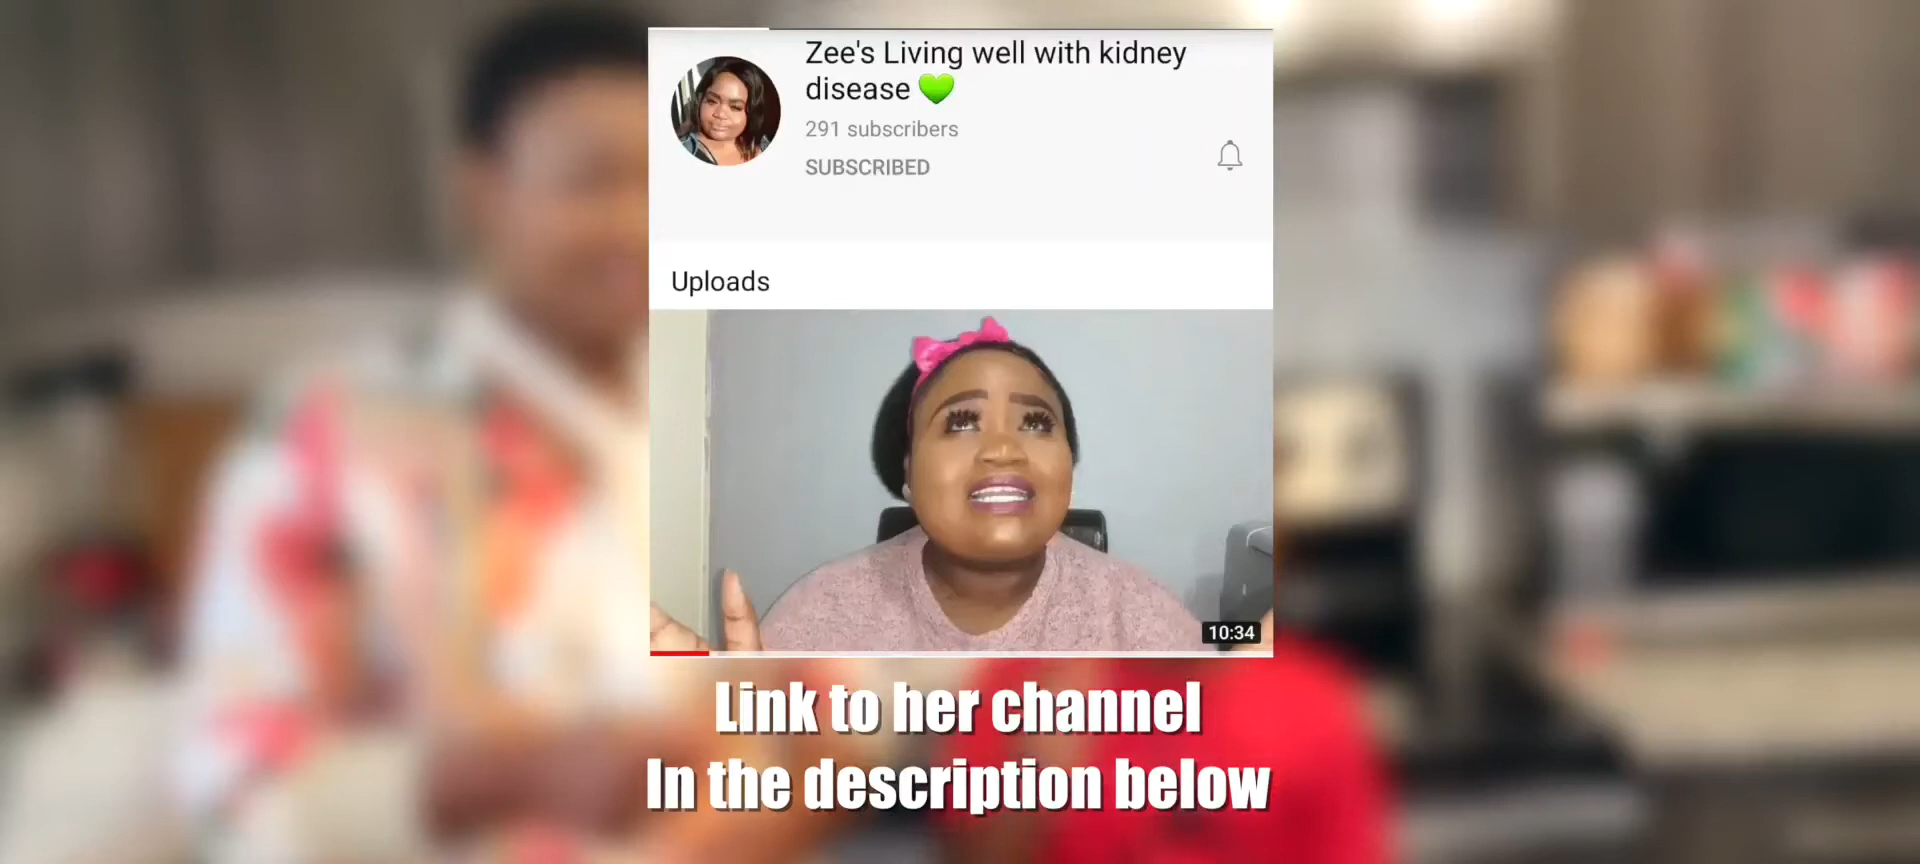 Zee's Living well with kidney
disease 💚
291 subscribers
SUBSCRIBED
Uploads
10:34
Link to her channel
In the description below